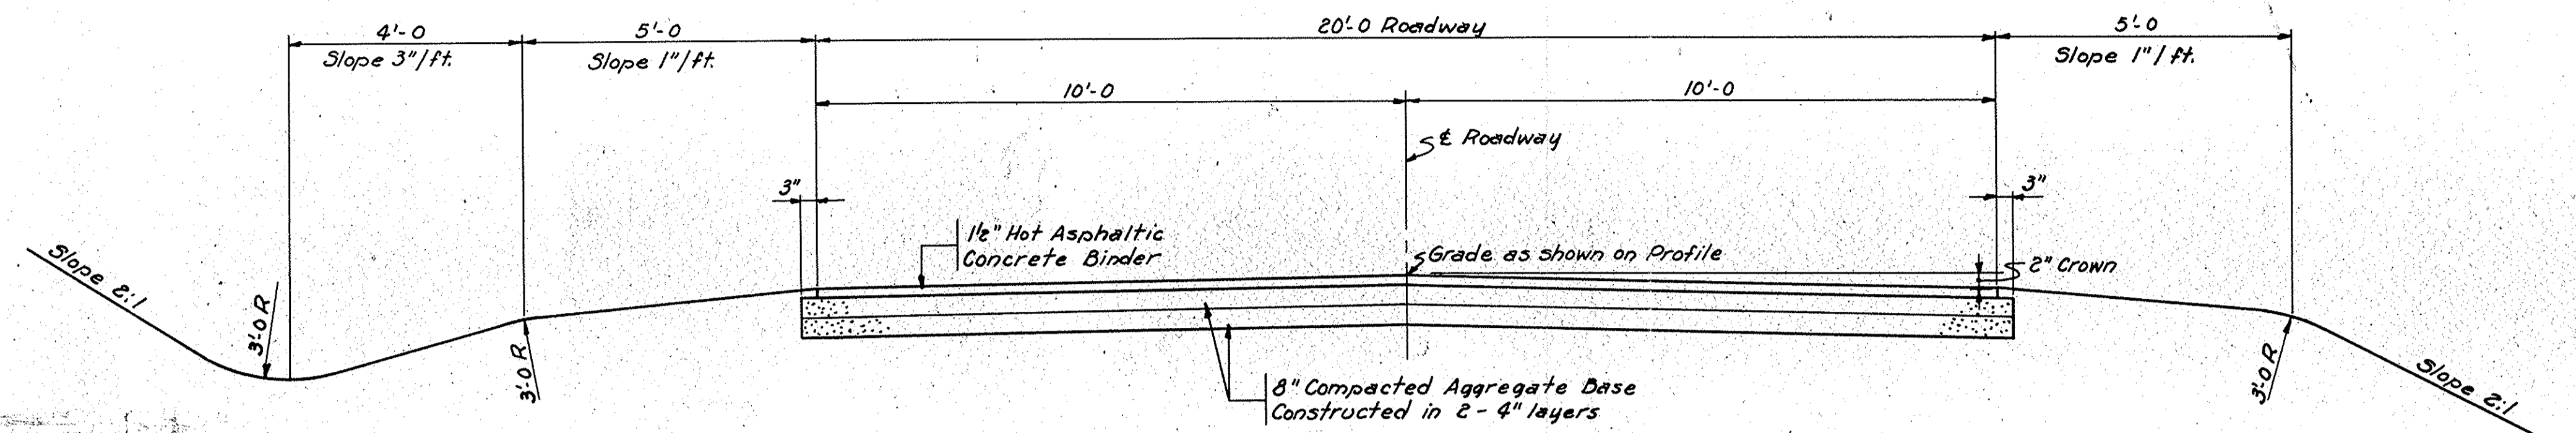 4'-0
5'-0
20'-0 Roadway
5'-0
Slope 3"/ft.
Slope 1"/ft.
Slope 1"/ft.
10'-0
10'-0
℄ Roadway
3"
3"
1½" Hot Asphaltic
Concrete Binder
Grade as shown on Profile
2" Crown
Slope 2:1
3'-0 R
3'-0 R
8" Compacted Aggregate Base
Constructed in 2 - 4" layers
3'-0 R
Slope 2:1